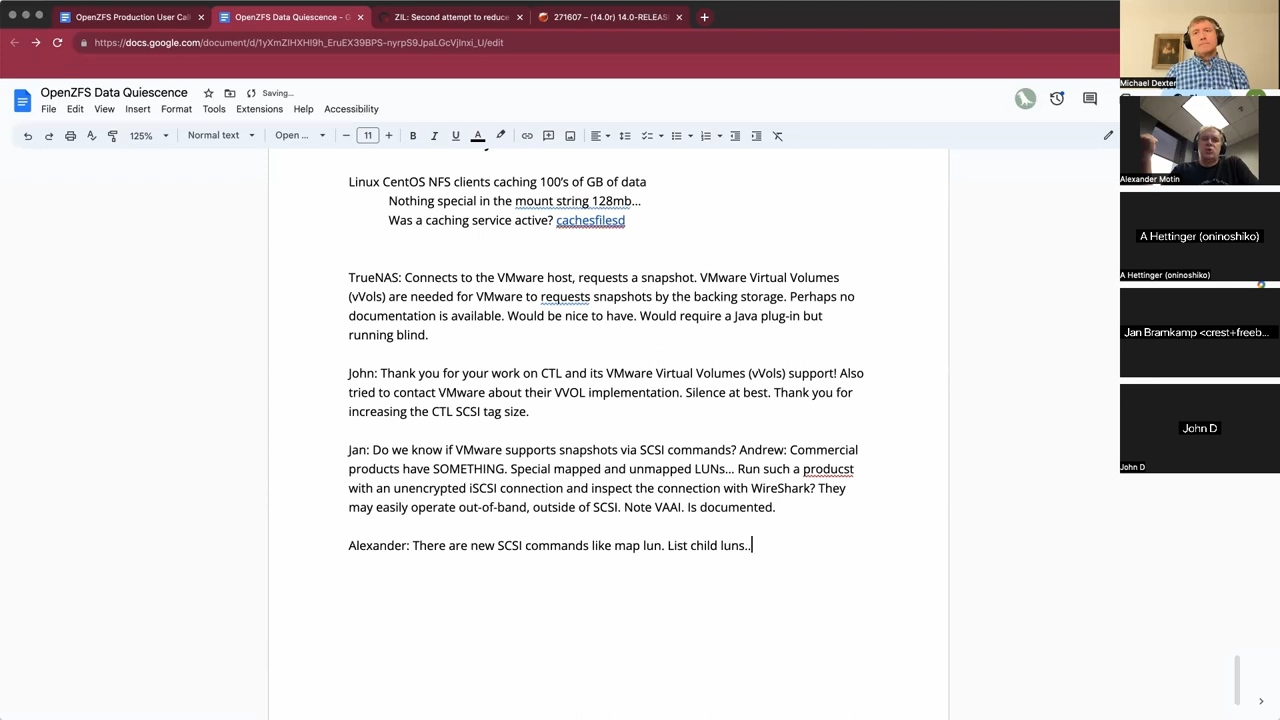 OpenZFS Production User Cal
OpenZFS Data Quiescence - G
ZIL: Second attempt to reduce
271607 – (14.0r) 14.0-RELEAS
https://docs.google.com/document/d/1yXmZIHXHI9h_EruEX39BPS-nyrpS9JpaLGcVjlnxi_U/edit
OpenZFS Data Quiescence
Saving…
File Edit View Insert Format Tools Extensions Help Accessibility
125% Normal text Open ... 11 B I U A
Linux CentOS NFS clients caching 100's of GB of data
Nothing special in the mount string 128mb...
Was a caching service active? cachesfilesd
TrueNAS: Connects to the VMware host, requests a snapshot. VMware Virtual Volumes
(vVols) are needed for VMware to requests snapshots by the backing storage. Perhaps no
documentation is available. Would be nice to have. Would require a Java plug-in but
running blind.
John: Thank you for your work on CTL and its VMware Virtual Volumes (vVols) support! Also
tried to contact VMware about their VVOL implementation. Silence at best. Thank you for
increasing the CTL SCSI tag size.
Jan: Do we know if VMware supports snapshots via SCSI commands? Andrew: Commercial
products have SOMETHING. Special mapped and unmapped LUNs... Run such a producst
with an unencrypted iSCSI connection and inspect the connection with WireShark? They
may easily operate out-of-band, outside of SCSI. Note VAAI. Is documented.
Alexander: There are new SCSI commands like map lun. List child luns..
Michael Dexter
Alexander Motin
A Hettinger (oninoshiko)
A Hettinger (oninoshiko)
Jan Bramkamp <crest+freeb...
John D
John D